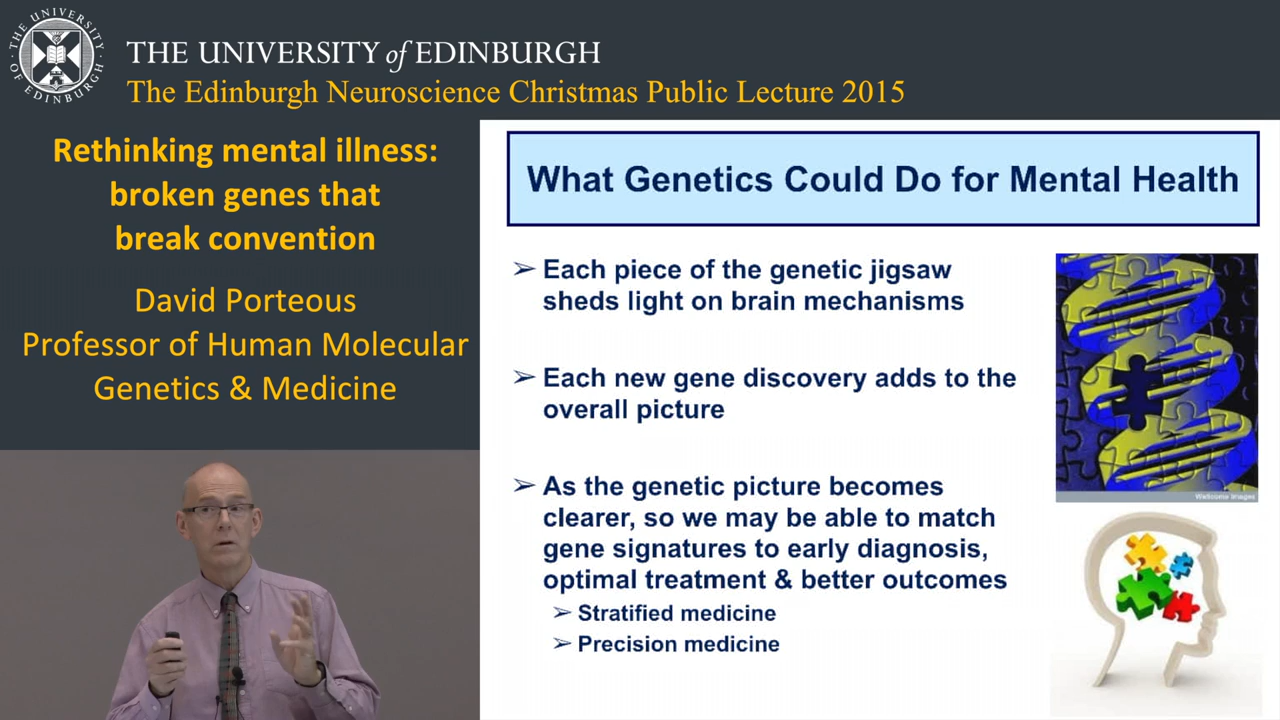 THE UNIVERSITY OF EDINBURGH
THE UNIVERSITY of EDINBURGH
The Edinburgh Neuroscience Christmas Public Lecture 2015
Rethinking mental illness:
broken genes that
break convention
David Porteous
Professor of Human Molecular
Genetics & Medicine
What Genetics Could Do for Mental Health
➢ Each piece of the genetic jigsaw
sheds light on brain mechanisms
➢ Each new gene discovery adds to the
overall picture
➢ As the genetic picture becomes
clearer, so we may be able to match
gene signatures to early diagnosis,
optimal treatment & better outcomes
➢ Stratified medicine
➢ Precision medicine
Wellcome Images